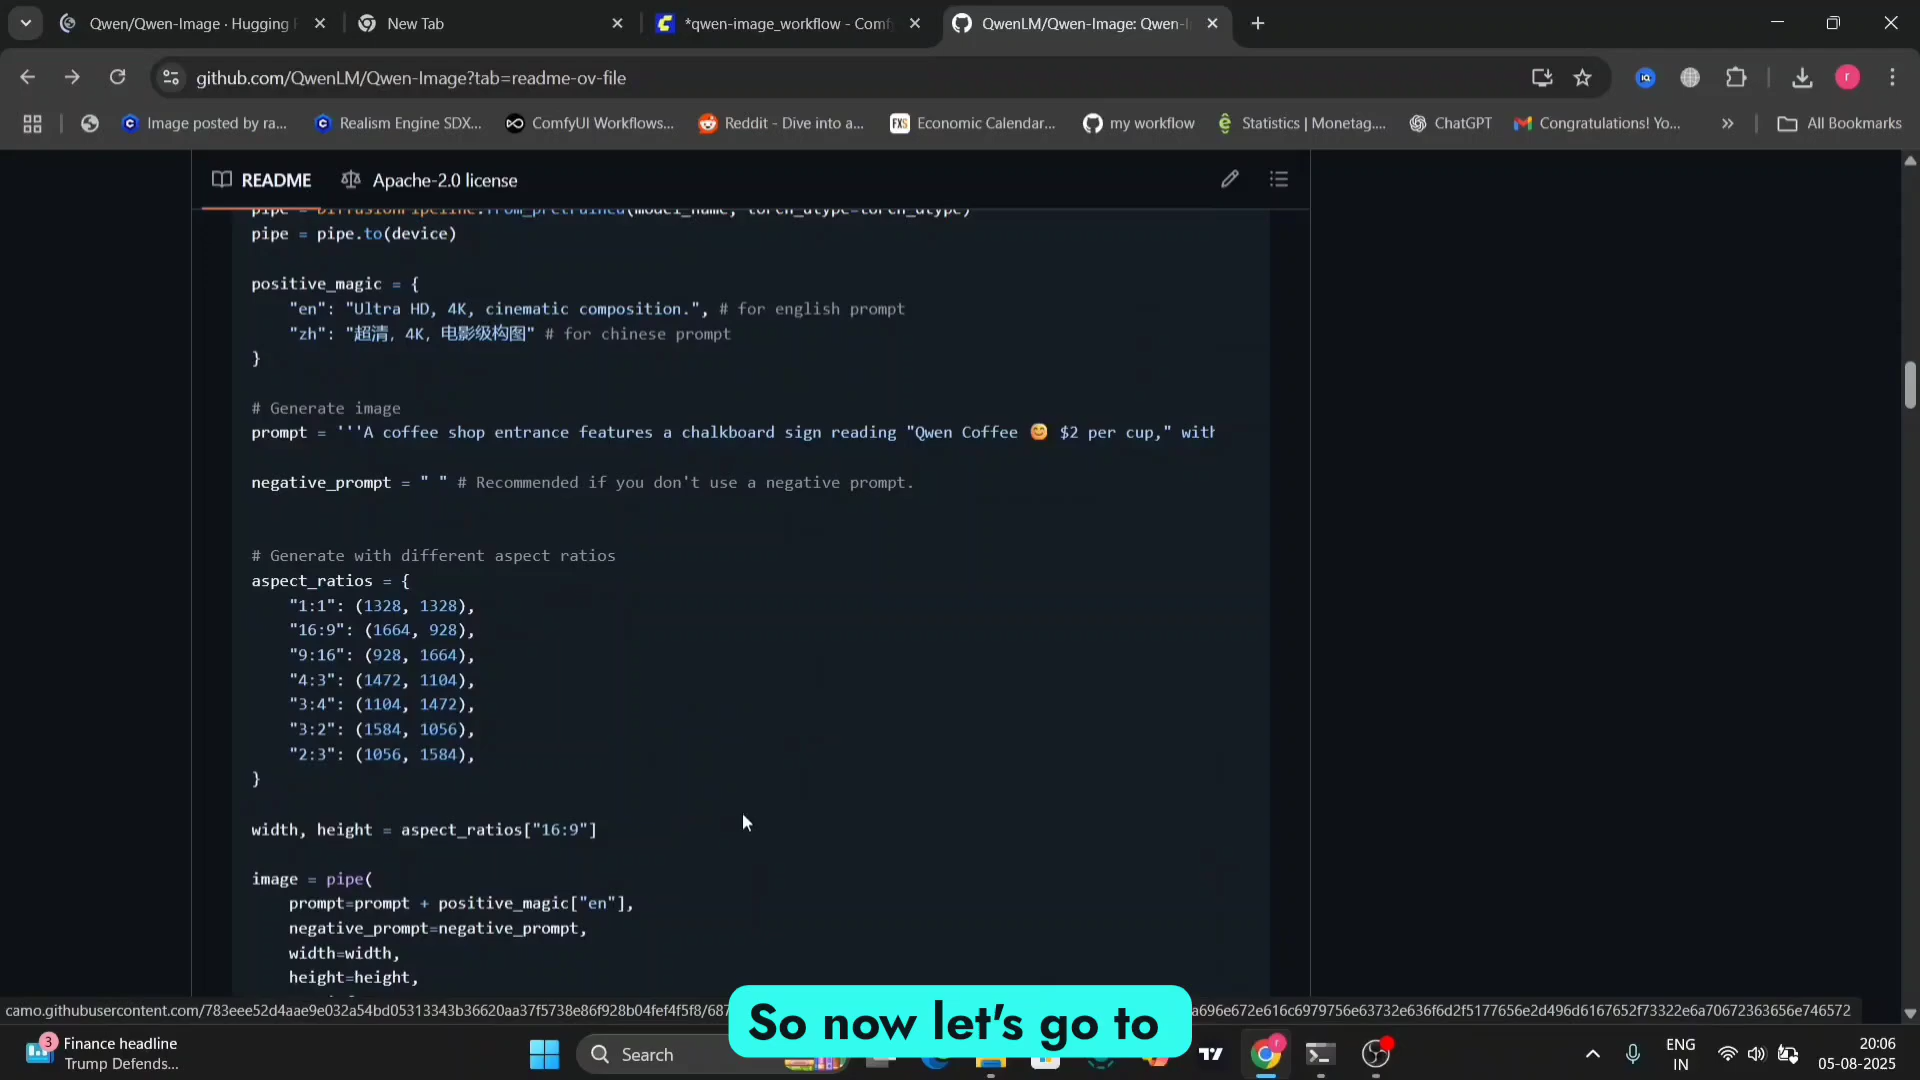 Qwen/Qwen-Image · Hugging
New Tab
*qwen-image_workflow - Comf
QwenLM/Qwen-Image: Qwen-I
github.com/QwenLM/Qwen-Image?tab=readme-ov-file
Image posted by ra...
Realism Engine SDX...
ComfyUI Workflows...
Reddit - Dive into a...
Economic Calendar...
my workflow
Statistics | Monetag....
ChatGPT
Congratulations! Yo...
All Bookmarks
README
Apache-2.0 license
pipe = DiffusionPipeline.from_pretrained(model_name, torch_dtype=torch_dtype)
pipe = pipe.to(device)
positive_magic = {
"en": "Ultra HD, 4K, cinematic composition.", # for english prompt
"zh": "超清, 4K, 电影级构图" # for chinese prompt
}
# Generate image
prompt = '''A coffee shop entrance features a chalkboard sign reading "Qwen Coffee 😊 $2 per cup," with
negative_prompt = " " # Recommended if you don't use a negative prompt.
# Generate with different aspect ratios
aspect_ratios = {
"1:1": (1328, 1328),
"16:9": (1664, 928),
"9:16": (928, 1664),
"4:3": (1472, 1104),
"3:4": (1104, 1472),
"3:2": (1584, 1056),
"2:3": (1056, 1584),
}
width, height = aspect_ratios["16:9"]
image = pipe(
prompt=prompt + positive_magic["en"],
negative_prompt=negative_prompt,
width=width,
height=height,
So now let's go to
3
Finance headline
Trump Defends...
Search
ENG
IN
20:06
05-08-2025